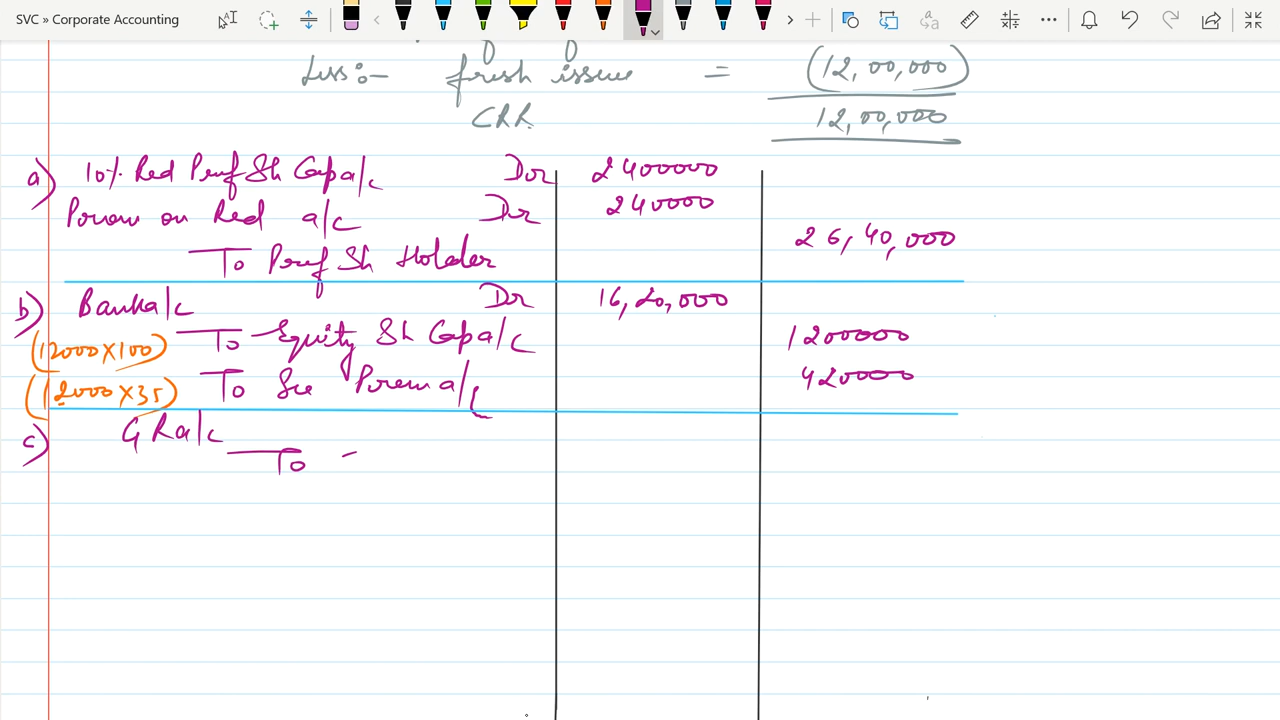 SVC » Corporate Accounting
Less:- fresh issue = (12,00,000)
CRR 12,00,000
a) 10% Red Pref Sh Cap a/c Dr 2400000
Prem on Red a/c Dr 240000
To Pref Sh Holder 26,40,000
b) Bank a/c Dr 16,20,000
(12000×100) To Equity Sh Cap a/c 1200000
(12000×35) To Sec Prem a/c 420000
c) GR a/c
To